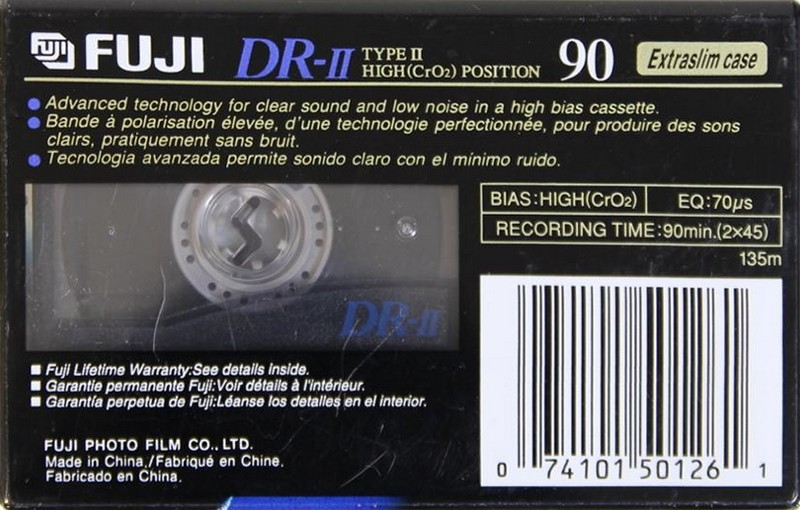 FUJI FUJI DR-II TYPE II HIGH(CrO2) POSITION 90 Extraslim case
Advanced technology for clear sound and low noise in a high bias cassette.
Bande à polarisation élevée, d'une technologie perfectionnée, pour produire des sons
clairs, pratiquement sans bruit.
Tecnologia avanzada permite sonido claro con el mínimo ruido.
BIAS:HIGH(CrO2) EQ:70µs
RECORDING TIME:90min.(2×45)
135m
DR-II
Fuji Lifetime Warranty:See details inside.
Garantie permanente Fuji:Voir détails à l'intérieur.
Garantía perpetua de Fuji:Léanse los detalles en el interior.
FUJI PHOTO FILM CO., LTD.
Made in China./Fabriqué en Chine.
Fabricado en China.
0 74101 50126 1